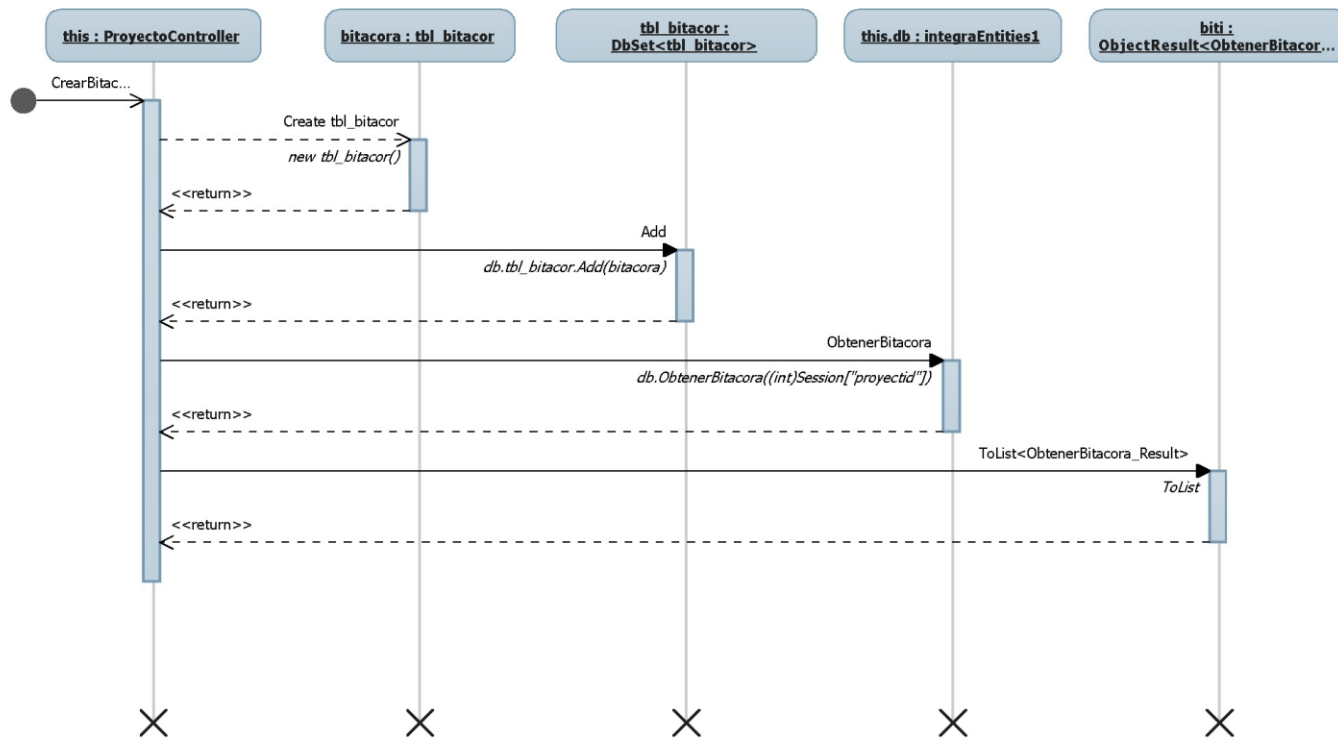 this : ProyectoController
bitacora : tbl_bitacor
tbl_bitacor :
DbSet<tbl_bitacor>
this.db : integraEntities1
biti :
ObjectResult<ObtenerBitacor...
CrearBitac...
Create tbl_bitacor
new tbl_bitacor()
<<return>>
Add
db.tbl_bitacor.Add(bitacora)
<<return>>
ObtenerBitacora
db.ObtenerBitacora((int)Session["proyectid"])
<<return>>
ToList<ObtenerBitacora_Result>
ToList
<<return>>